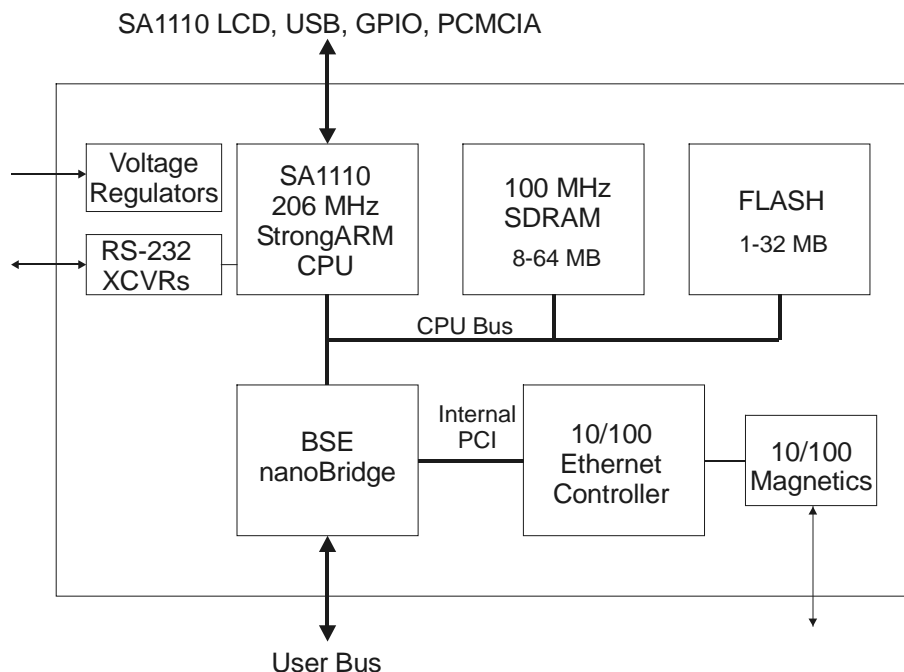 SA1110 LCD, USB, GPIO, PCMCIA
Voltage
Regulators
RS-232
XCVRs
SA1110
206 MHz
StrongARM
CPU
100 MHz
SDRAM
8-64 MB
FLASH
1-32 MB
CPU Bus
BSE
nanoBridge
Internal
PCI
10/100
Ethernet
Controller
10/100
Magnetics
User Bus